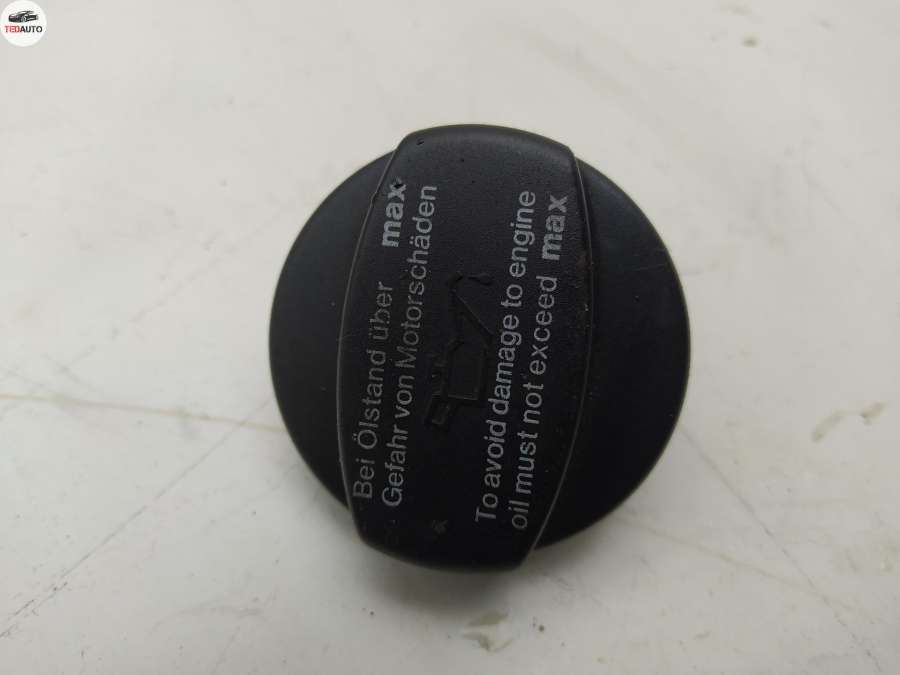 TEDAUTO
Bei Ölstand über max
Gefahr von Motorschäden
To avoid damage to engine
oil must not exceed max